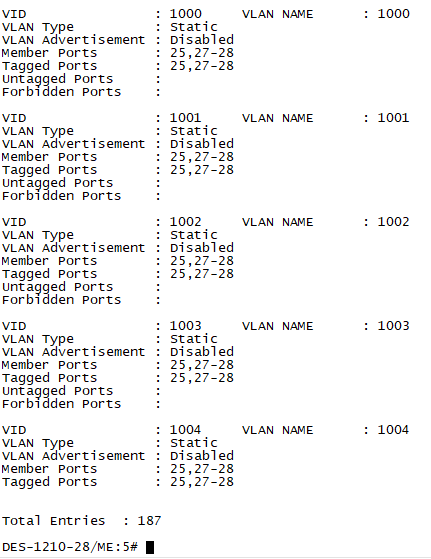 VID : 1000 VLAN NAME : 1000
VLAN Type : Static
VLAN Advertisement : Disabled
Member Ports : 25,27-28
Tagged Ports : 25,27-28
Untagged Ports :
Forbidden Ports :
VID : 1001 VLAN NAME : 1001
VLAN Type : Static
VLAN Advertisement : Disabled
Member Ports : 25,27-28
Tagged Ports : 25,27-28
Untagged Ports :
Forbidden Ports :
VID : 1002 VLAN NAME : 1002
VLAN Type : Static
VLAN Advertisement : Disabled
Member Ports : 25,27-28
Tagged Ports : 25,27-28
Untagged Ports :
Forbidden Ports :
VID : 1003 VLAN NAME : 1003
VLAN Type : Static
VLAN Advertisement : Disabled
Member Ports : 25,27-28
Tagged Ports : 25,27-28
Untagged Ports :
Forbidden Ports :
VID : 1004 VLAN NAME : 1004
VLAN Type : Static
VLAN Advertisement : Disabled
Member Ports : 25,27-28
Tagged Ports : 25,27-28
Total Entries : 187
DES-1210-28/ME:5#